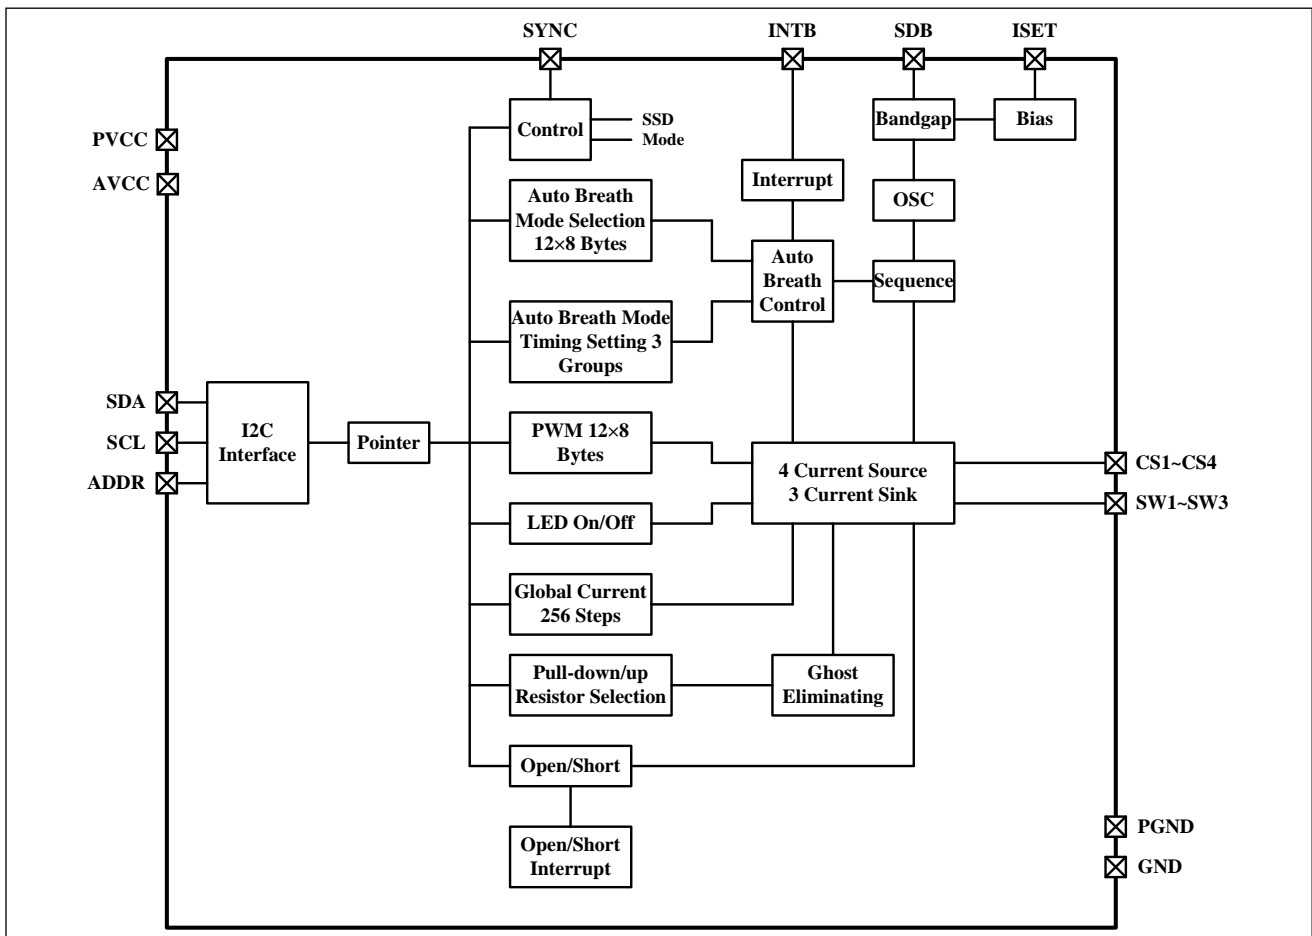 SYNC
INTB
SDB
ISET
PVCC
AVCC
Control
SSD
Mode
Bandgap
Bias
Interrupt
OSC
Auto Breath
Mode Selection
12×8 Bytes
Auto
Breath
Control
Sequence
Auto Breath Mode
Timing Setting 3
Groups
SDA
SCL
ADDR
I2C
Interface
Pointer
PWM 12×8
Bytes
4 Current Source
3 Current Sink
CS1~CS4
SW1~SW3
LED On/Off
Global Current
256 Steps
Pull-down/up
Resistor Selection
Ghost
Eliminating
Open/Short
Open/Short
Interrupt
PGND
GND